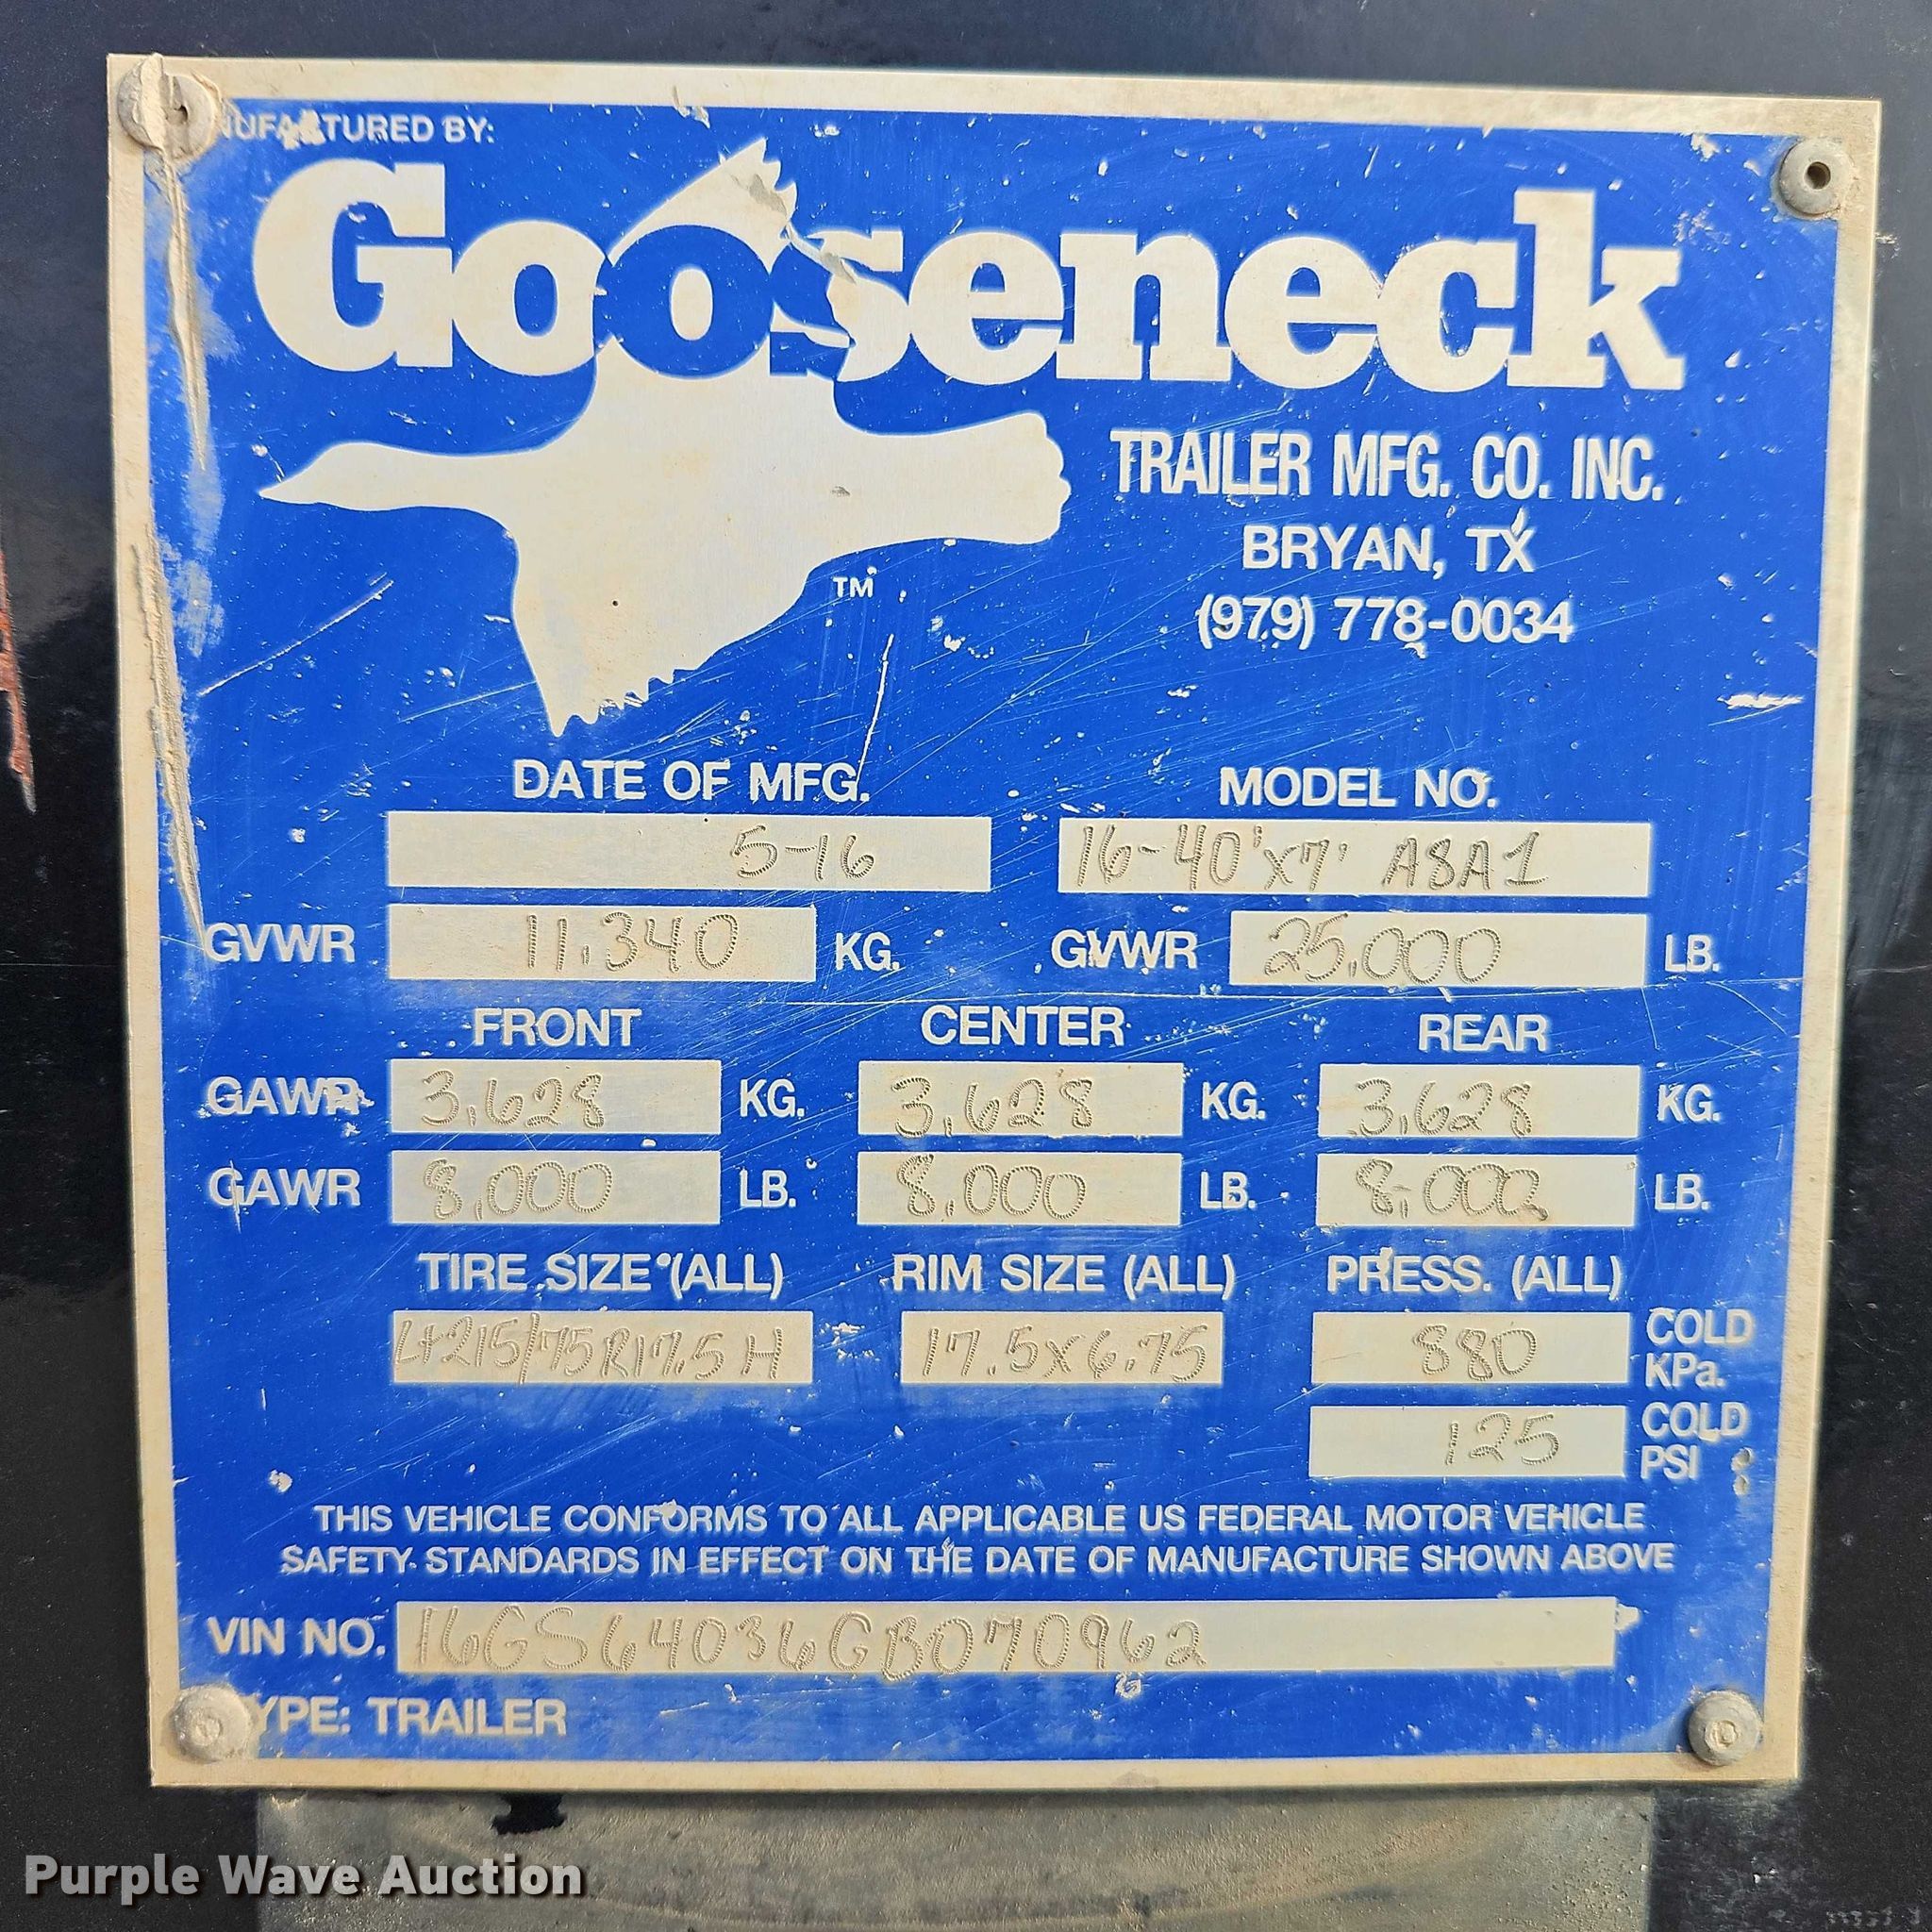 NUFACTURED BY:
Gooseneck
TRAILER MFG. CO. INC.
BRYAN, TX
(979) 778-0034
TM
DATE OF MFG. MODEL NO.
5-16 16-40'x7' A8A1
GVWR 11,340 KG. GVWR 25,000 LB.
FRONT CENTER REAR
GAWR 3,628 KG. 3,628 KG. 3,628 KG.
GAWR 8,000 LB. 8,000 LB. 8,000 LB.
TIRE SIZE (ALL) RIM SIZE (ALL) PRESS. (ALL)
LT215/75R17.5 H 17.5x6.75 880 COLD KPa.
125 COLD PSI
THIS VEHICLE CONFORMS TO ALL APPLICABLE US FEDERAL MOTOR VEHICLE
SAFETY STANDARDS IN EFFECT ON THE DATE OF MANUFACTURE SHOWN ABOVE
VIN NO. 16GS64036GB070962
YPE: TRAILER
Purple Wave Auction